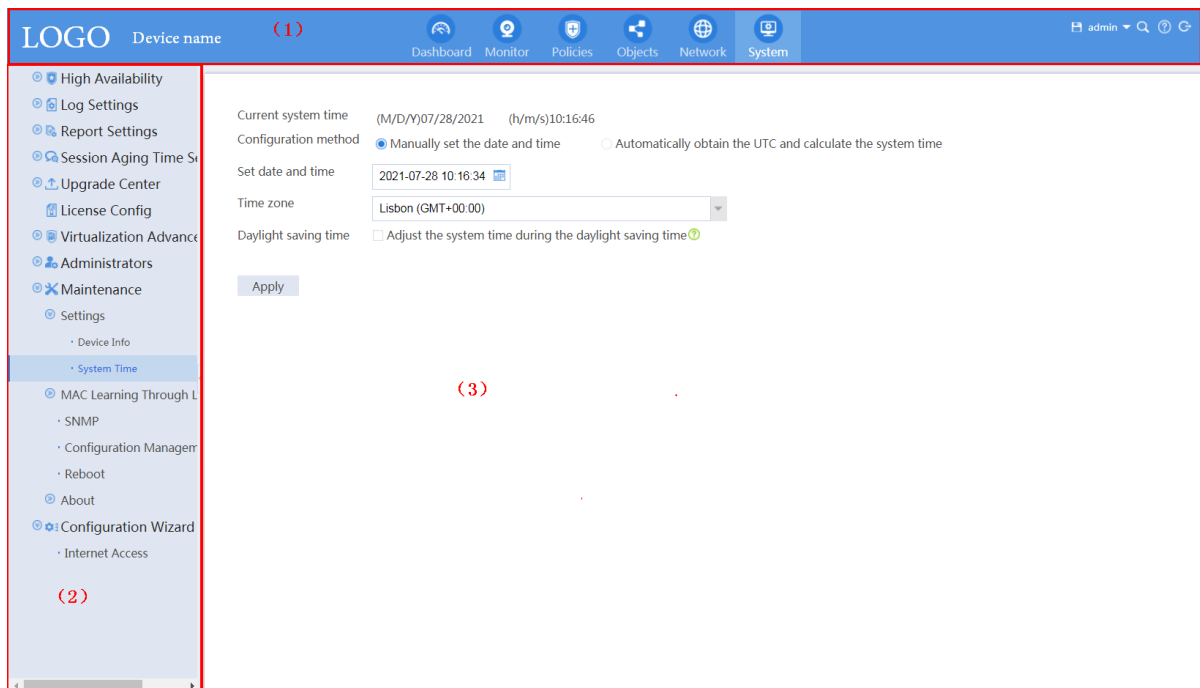 LOGO Device name (1) Dashboard Monitor Policies Objects Network System admin
High Availability
Log Settings
Report Settings
Session Aging Time Se
Upgrade Center
License Config
Virtualization Advance
Administrators
Maintenance
Settings
Device Info
System Time
MAC Learning Through L
SNMP
Configuration Managem
Reboot
About
Configuration Wizard
Internet Access
(2)
Current system time (M/D/Y)07/28/2021 (h/m/s)10:16:46
Configuration method Manually set the date and time Automatically obtain the UTC and calculate the system time
Set date and time 2021-07-28 10:16:34
Time zone Lisbon (GMT+00:00)
Daylight saving time Adjust the system time during the daylight saving time
Apply
(3)